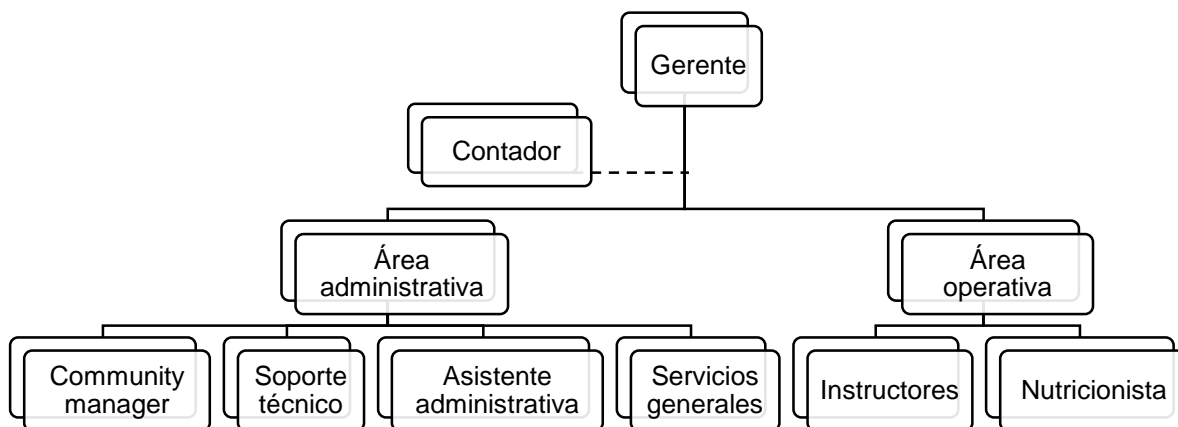 Gerente
Contador
Área
administrativa
Área
operativa
Community
manager
Soporte
técnico
Asistente
administrativa
Servicios
generales
Instructores
Nutricionista